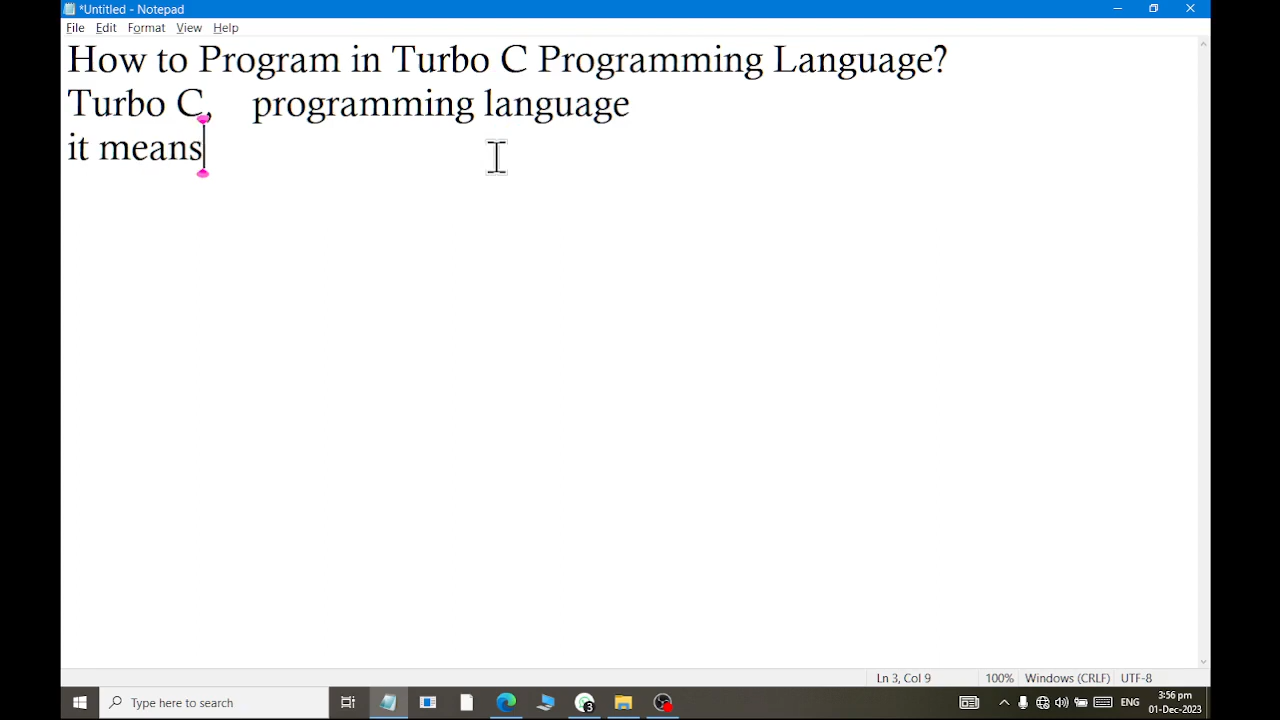 *Untitled - Notepad
File Edit Format View Help
How to Program in Turbo C Programming Language?
Turbo C, programming language
it means
Ln 3, Col 9 100% Windows (CRLF) UTF-8
Type here to search
3
ENG
3:56 pm
01-Dec-2023